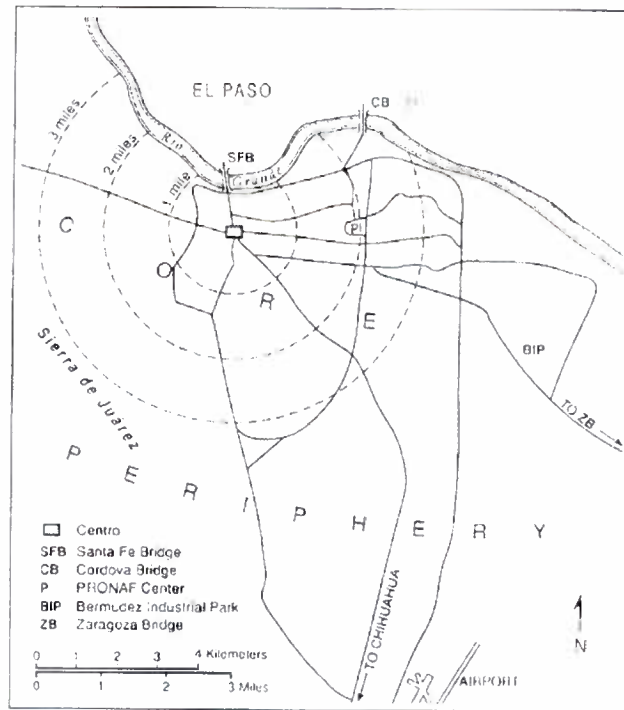 EL PASO
CB
3 miles
2 miles
1 mile
Rio
Grande
SFB
C
P
O
R
E
BIP
TO ZB
Sierra de Juárez
P E R I P H E R Y
Centro
SFB Santa Fe Bridge
CB Cordova Bridge
P PRONAF Center
BIP Bermudez Industrial Park
ZB Zaragoza Bridge
TO CHIHUAHUA
N
AIRPORT
0 1 2 3 4 Kilometers
0 1 2 3 Miles